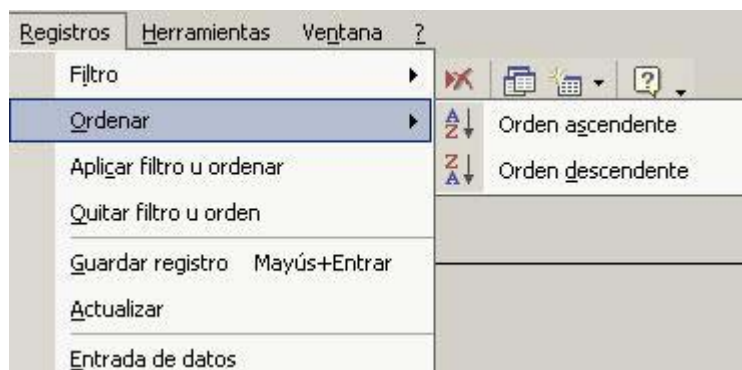 Registros Herramientas Ventana ?
Filtro
Ordenar
Orden ascendente
Orden descendente
Aplicar filtro u ordenar
Quitar filtro u orden
Guardar registro Mayús+Entrar
Actualizar
Entrada de datos